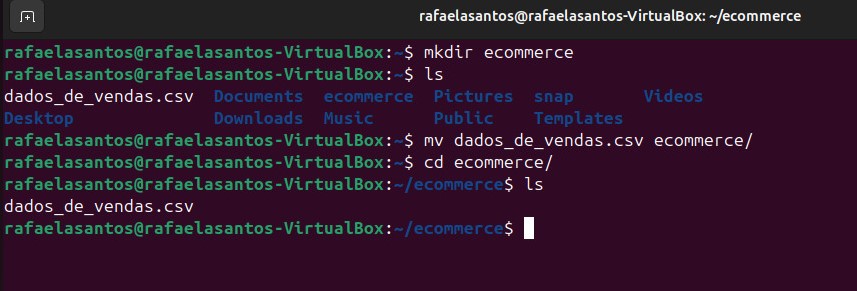 rafaelasantos@rafaelasantos-VirtualBox: ~/ecommerce
rafaelasantos@rafaelasantos-VirtualBox:~$ mkdir ecommerce
rafaelasantos@rafaelasantos-VirtualBox:~$ ls
dados_de_vendas.csv  Documents  ecommerce  Pictures  snap       Videos
Desktop              Downloads  Music      Public    Templates
rafaelasantos@rafaelasantos-VirtualBox:~$ mv dados_de_vendas.csv ecommerce/
rafaelasantos@rafaelasantos-VirtualBox:~$ cd ecommerce/
rafaelasantos@rafaelasantos-VirtualBox:~/ecommerce$ ls
dados_de_vendas.csv
rafaelasantos@rafaelasantos-VirtualBox:~/ecommerce$